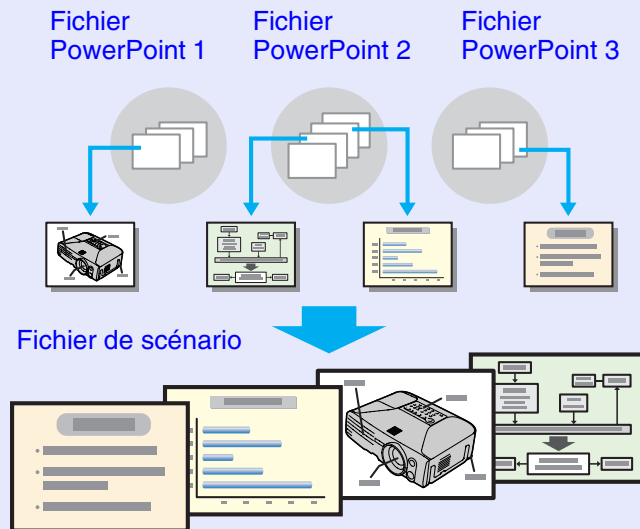 Fichier
PowerPoint 1
Fichier
PowerPoint 2
Fichier
PowerPoint 3
Fichier de scénario